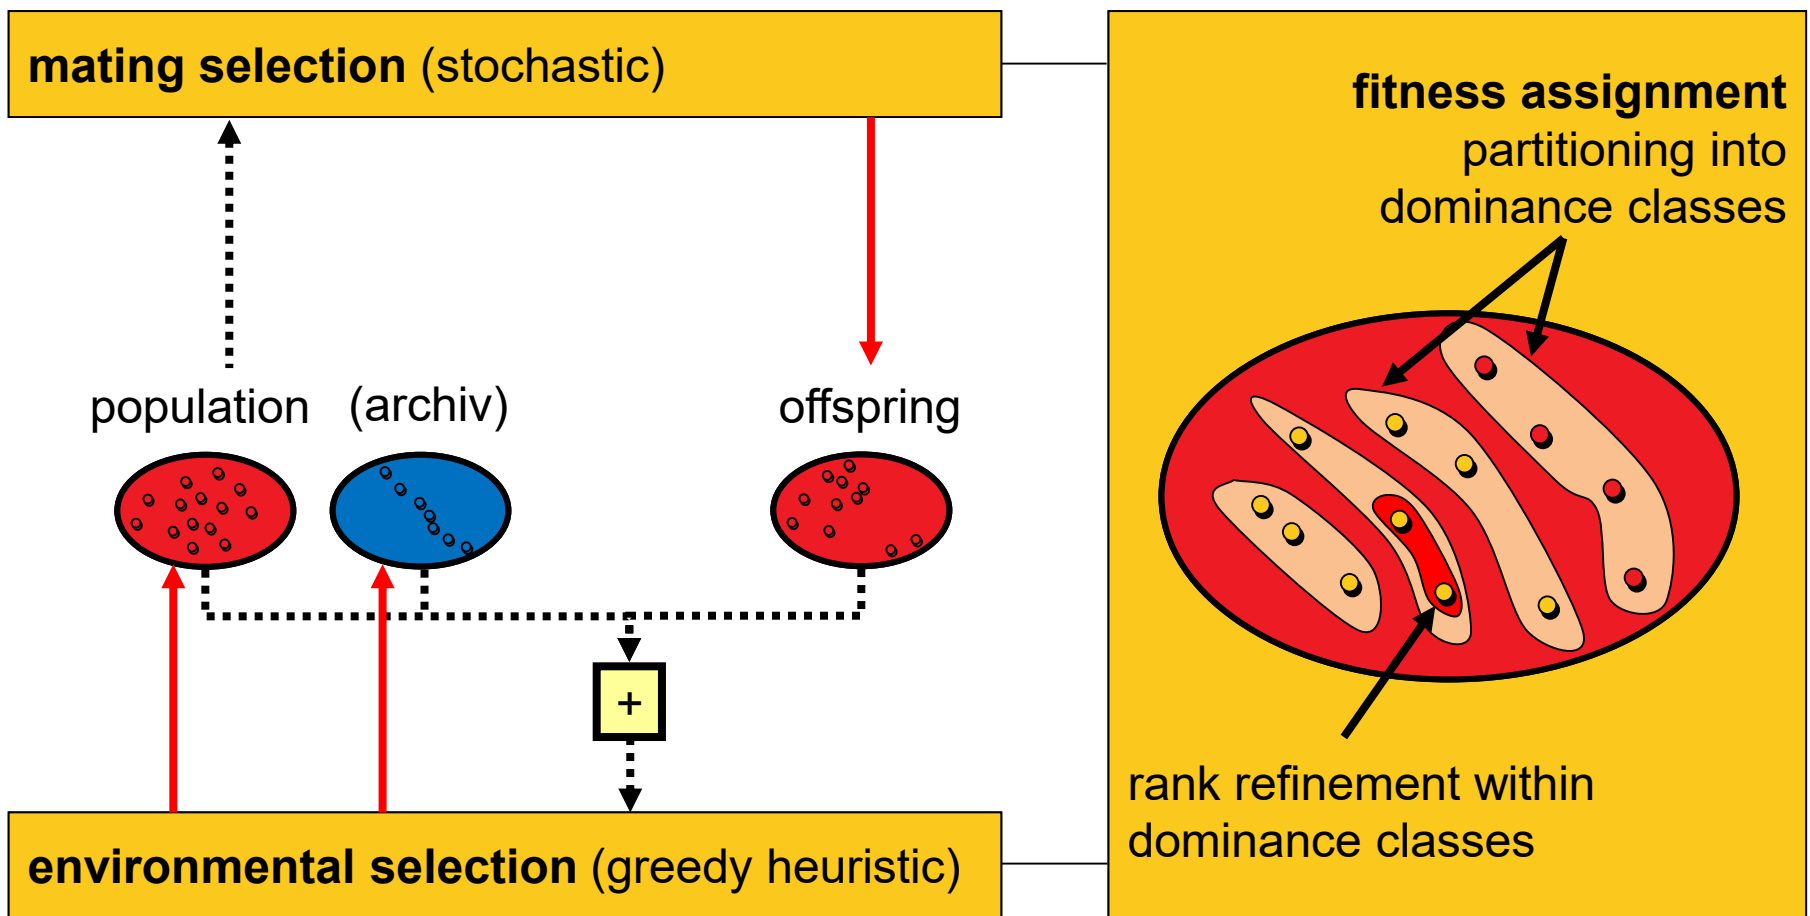 mating selection (stochastic)
fitness assignment
partitioning into
dominance classes
population
(archiv)
offspring
+
rank refinement within
dominance classes
environmental selection (greedy heuristic)